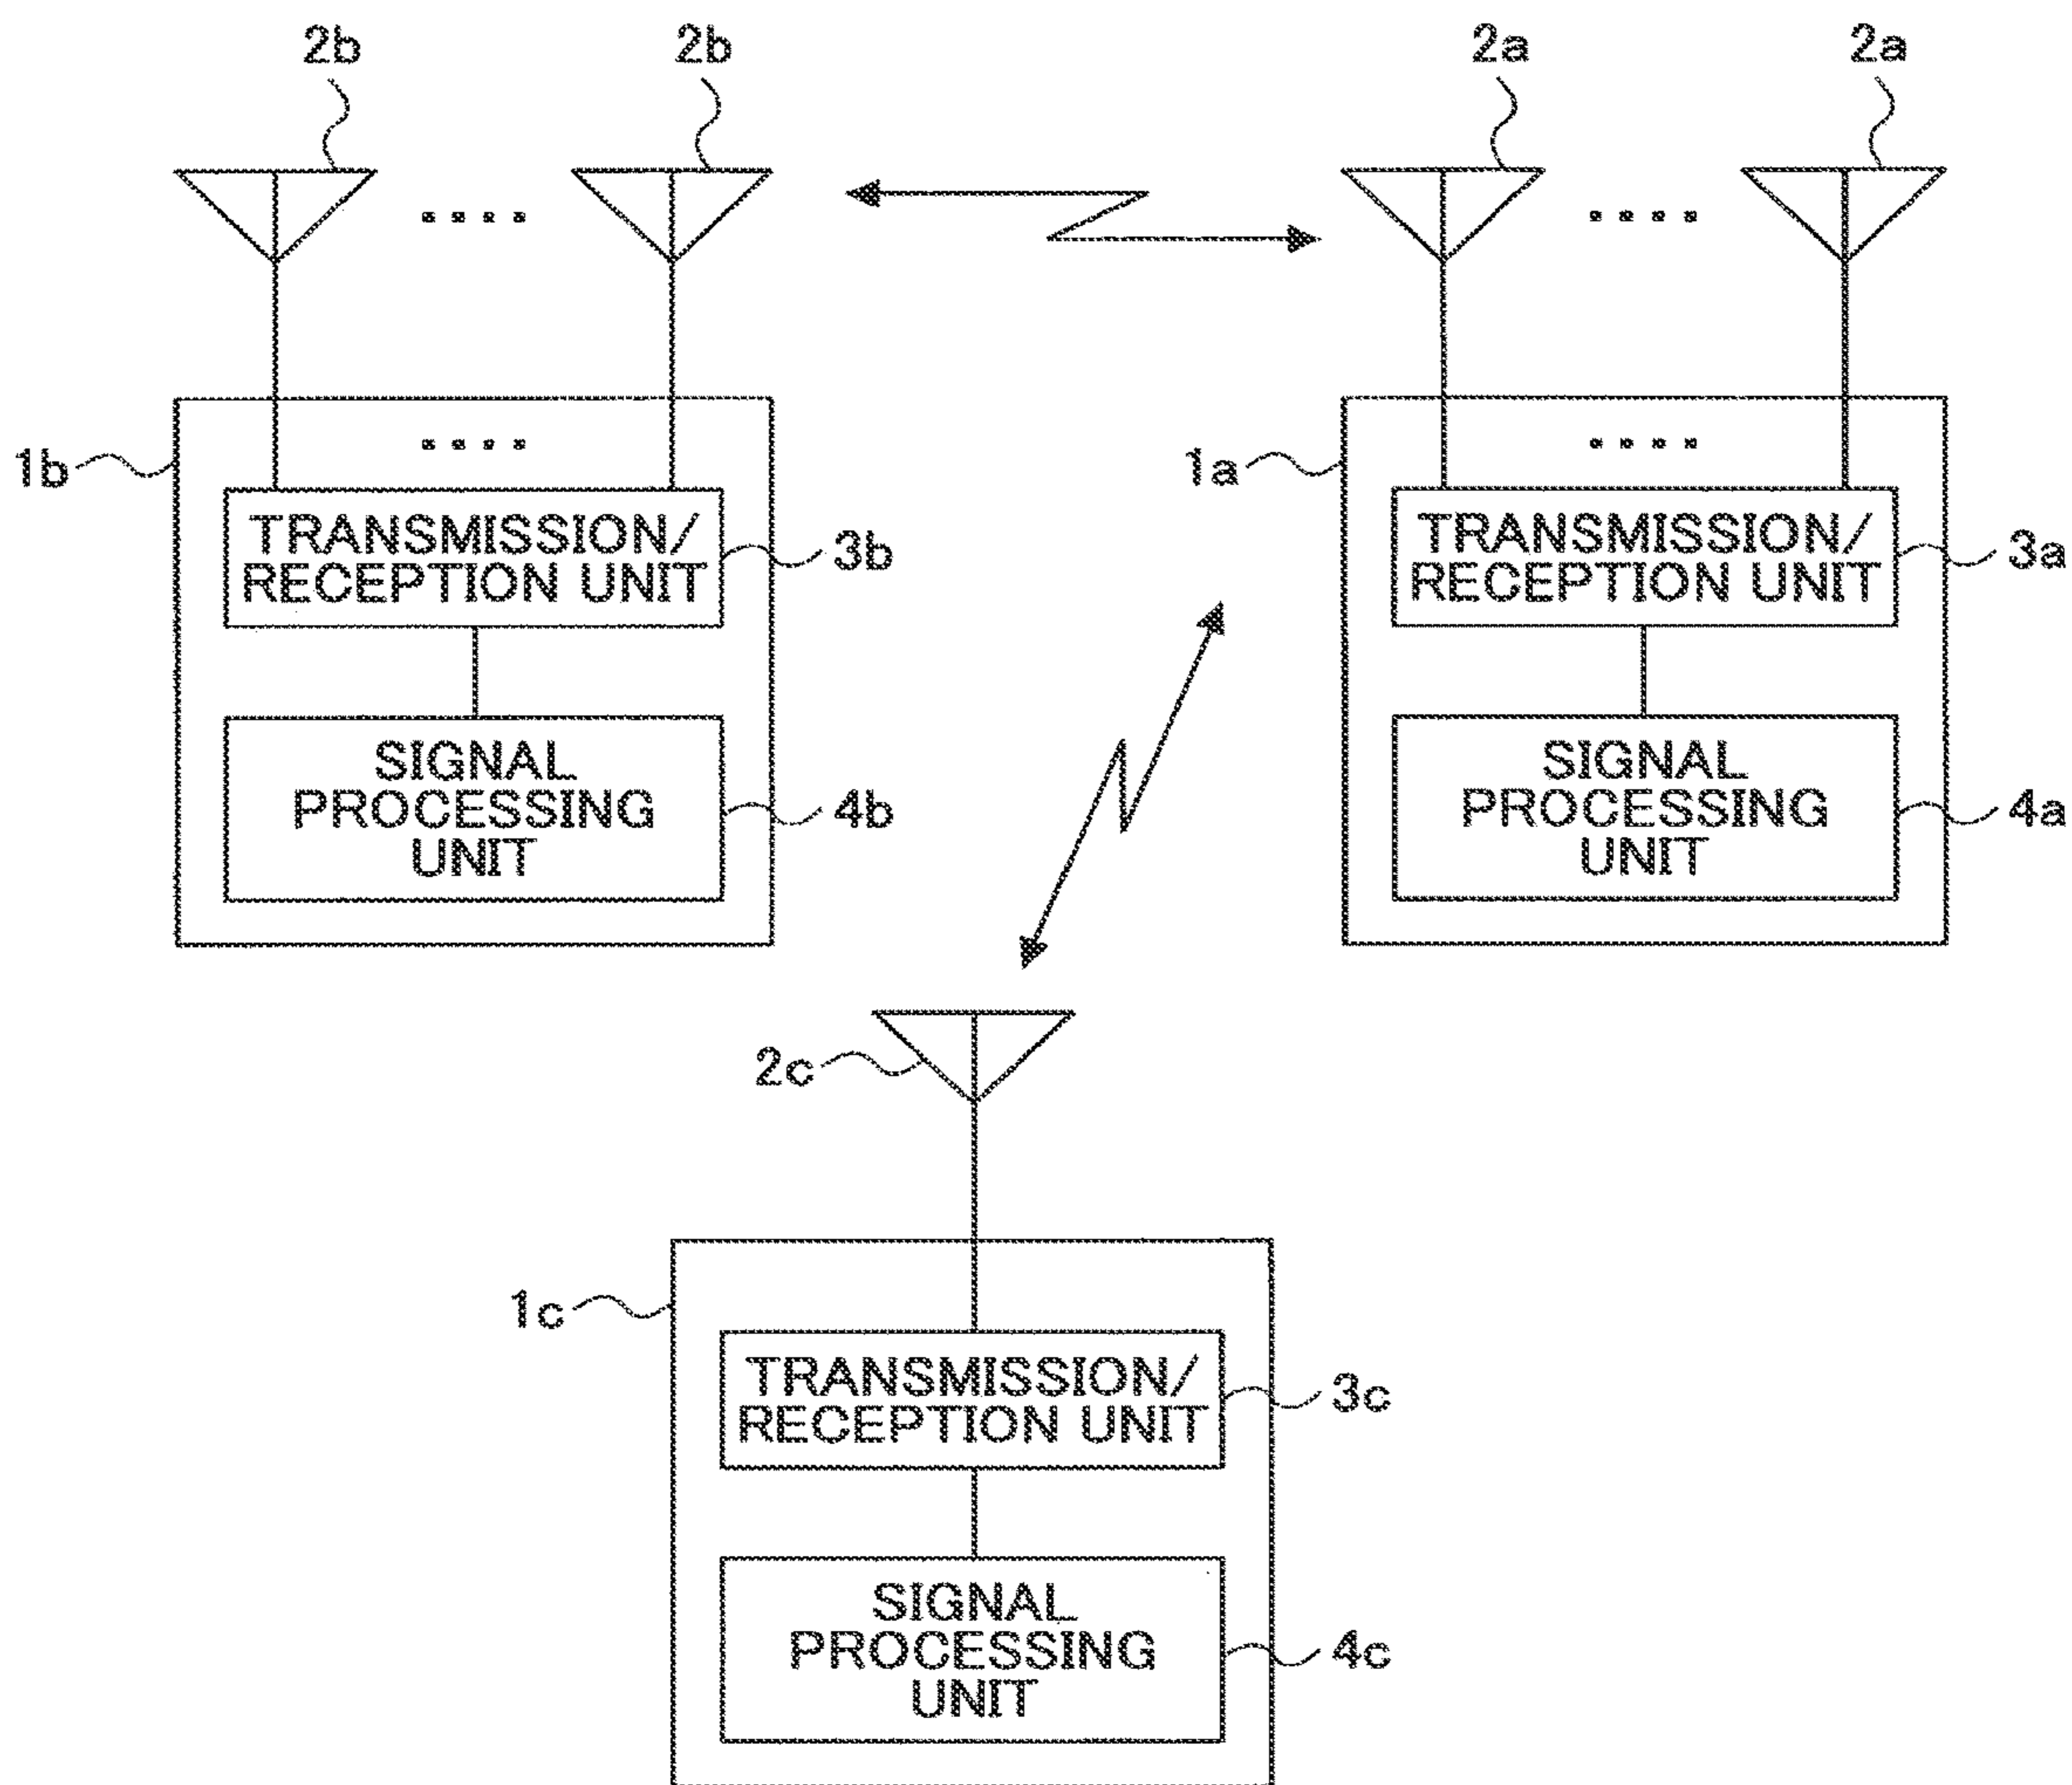 2b
2b
2a
2a
1b
TRANSMISSION/
RECEPTION UNIT
3b
SIGNAL
PROCESSING
UNIT
4b
1a
TRANSMISSION/
RECEPTION UNIT
3a
SIGNAL
PROCESSING
UNIT
4a
2c
1c
TRANSMISSION/
RECEPTION UNIT
3c
SIGNAL
PROCESSING
UNIT
4c